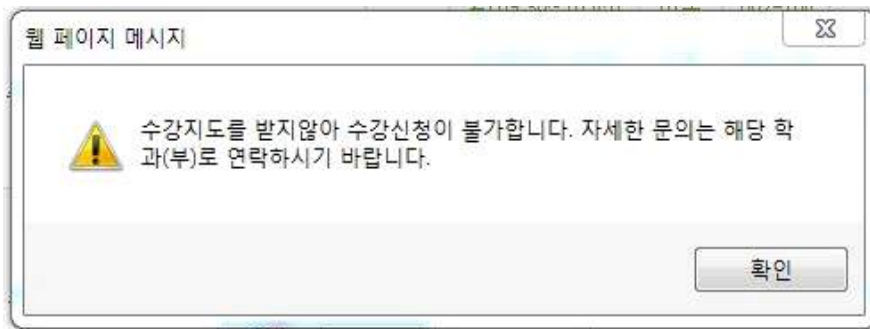 웹 페이지 메시지
수강지도를 받지않아 수강신청이 불가합니다. 자세한 문의는 해당 학
과(부)로 연락하시기 바랍니다.
확인